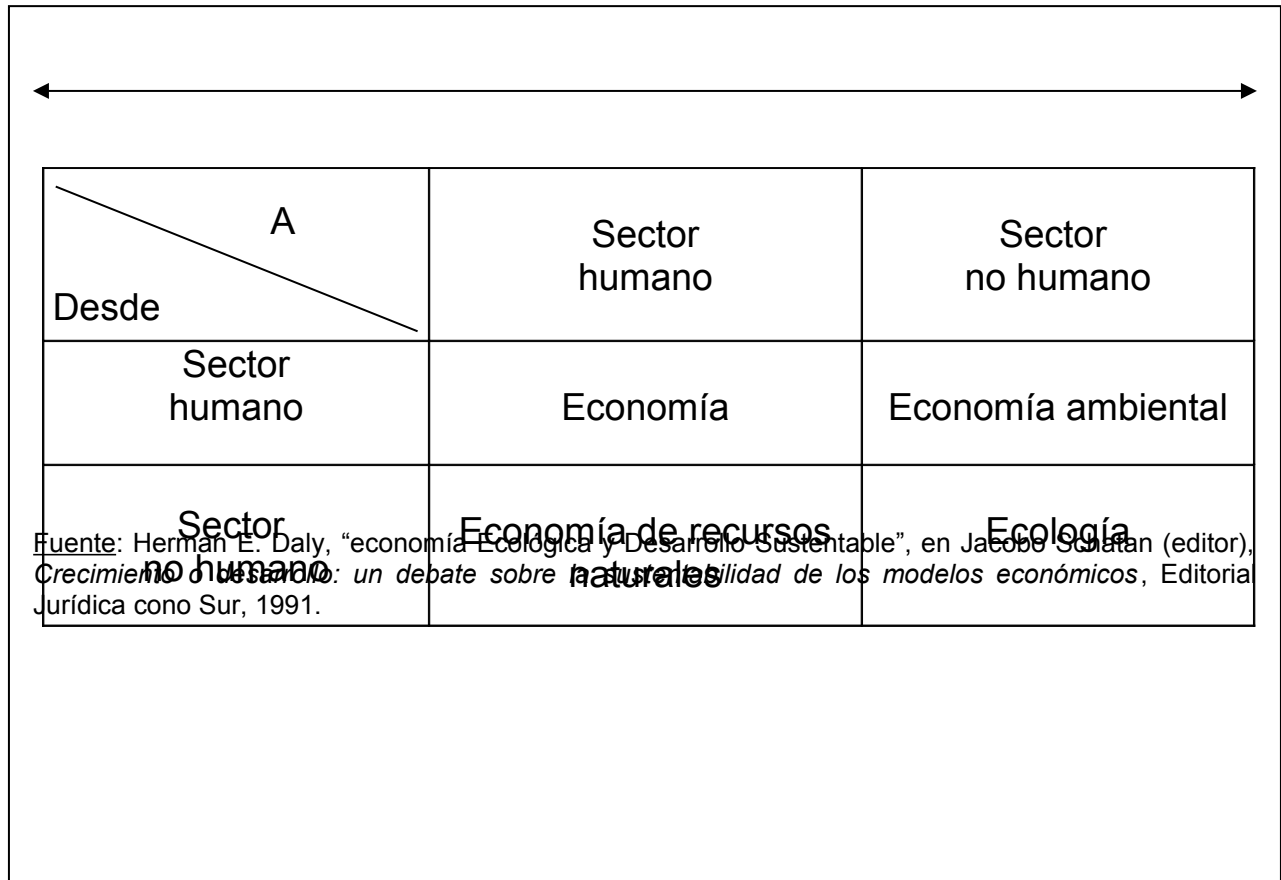 A
Desde
Sector
humano
Sector
no humano
Sector
humano
Economía
Economía ambiental
Sector
no humano
Economía de recursos
naturales
Ecología
Fuente: Herman E. Daly, “economía Ecológica y Desarrollo Sustentable”, en Jacobo Schatan (editor),
Crecimiento o desarrollo: un debate sobre la sustentabilidad de los modelos económicos, Editorial
Jurídica cono Sur, 1991.